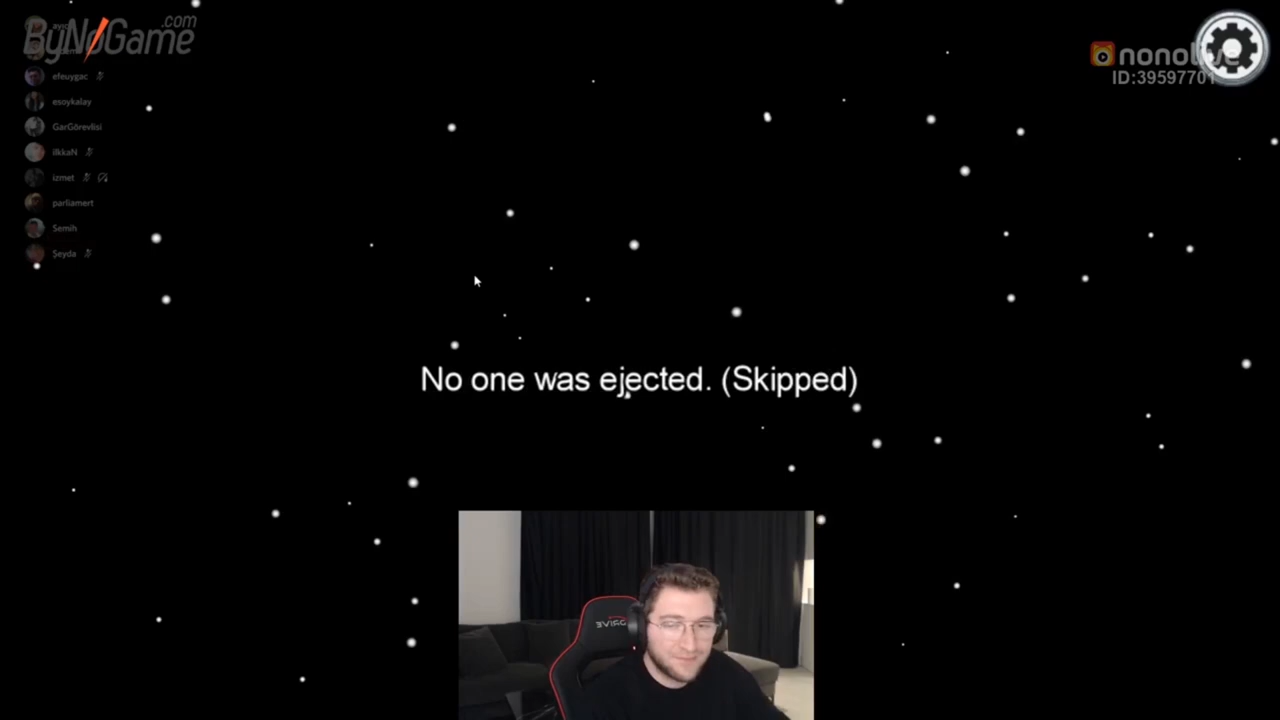 ByNoGame.com
nonolive
ID:39597701
efeuygac
esoykalay
GarGörevlisi
ilkkaN
izmet
parliamert
Semih
Şeyda
No one was ejected. (Skipped)